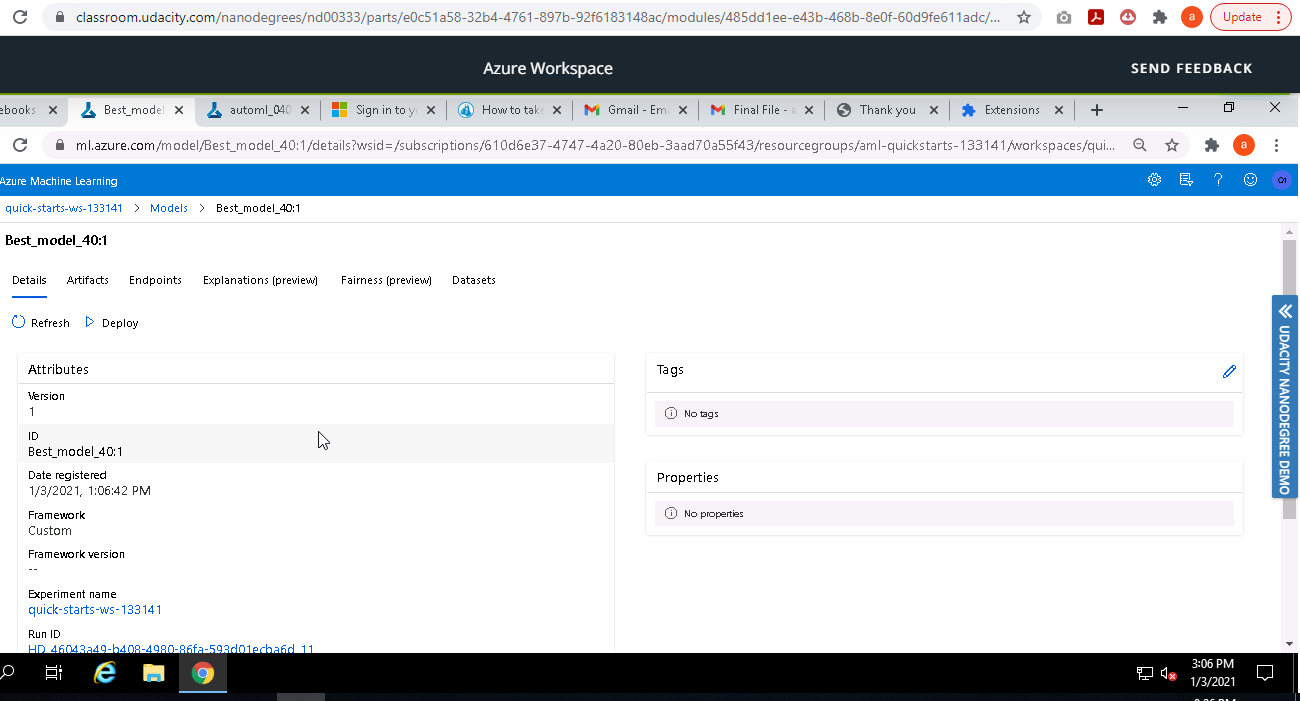 classroom.udacity.com/nanodegrees/nd00333/parts/e0c51a58-32b4-4761-897b-92f6183148ac/modules/485dd1ee-e43b-468b-8e0f-60d9fe611adc/...
a
Update
Azure Workspace
SEND FEEDBACK
ebooks
Best_model
automl_040
Sign in to yo
How to take
Gmail - Ema
Final File - a
Thank you
Extensions
ml.azure.com/model/Best_model_40:1/details?wsid=/subscriptions/610d6e37-4747-4a20-80eb-3aad70a55f43/resourcegroups/aml-quickstarts-133141/workspaces/qui...
a
Azure Machine Learning
quick-starts-ws-133141 > Models > Best_model_40:1
Best_model_40:1
Details Artifacts Endpoints Explanations (preview) Fairness (preview) Datasets
Refresh Deploy
Attributes
Version
1
ID
Best_model_40:1
Date registered
1/3/2021, 1:06:42 PM
Framework
Custom
Framework version
--
Experiment name
quick-starts-ws-133141
Run ID
HD_46043a49-b408-4980-86fa-593d01ecba6d_11
Tags
No tags
Properties
No properties
UDACITY NANODEGREE DEMO
3:06 PM
1/3/2021